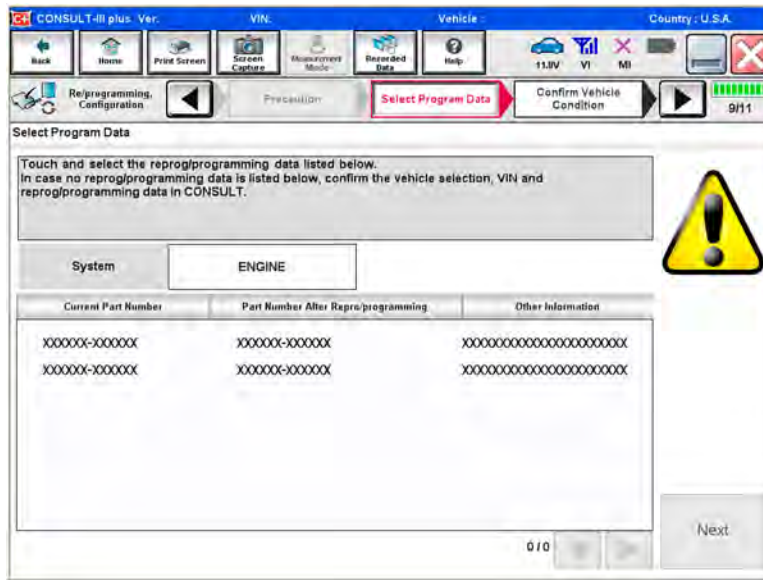 C+ CONSULT-III plus Ver. VIN: Vehicle : Country : U.S.A.
Back Home Print Screen Screen Capture Measurement Mode Recorded Data Help 11.8V VI MI
Re/programming, Configuration Precaution Select Program Data Confirm Vehicle Condition 9/11
Select Program Data
Touch and select the reprog/programming data listed below.
In case no reprog/programming data is listed below, confirm the vehicle selection, VIN and
reprog/programming data in CONSULT.
System ENGINE
Current Part Number Part Number After Repro/programming Other Information
XXXXXX-XXXXXX XXXXXX-XXXXXX XXXXXXXXXXXXXXXXXXXXXXXX
XXXXXX-XXXXXX XXXXXX-XXXXXX XXXXXXXXXXXXXXXXXXXXXXXX
Next
0/0